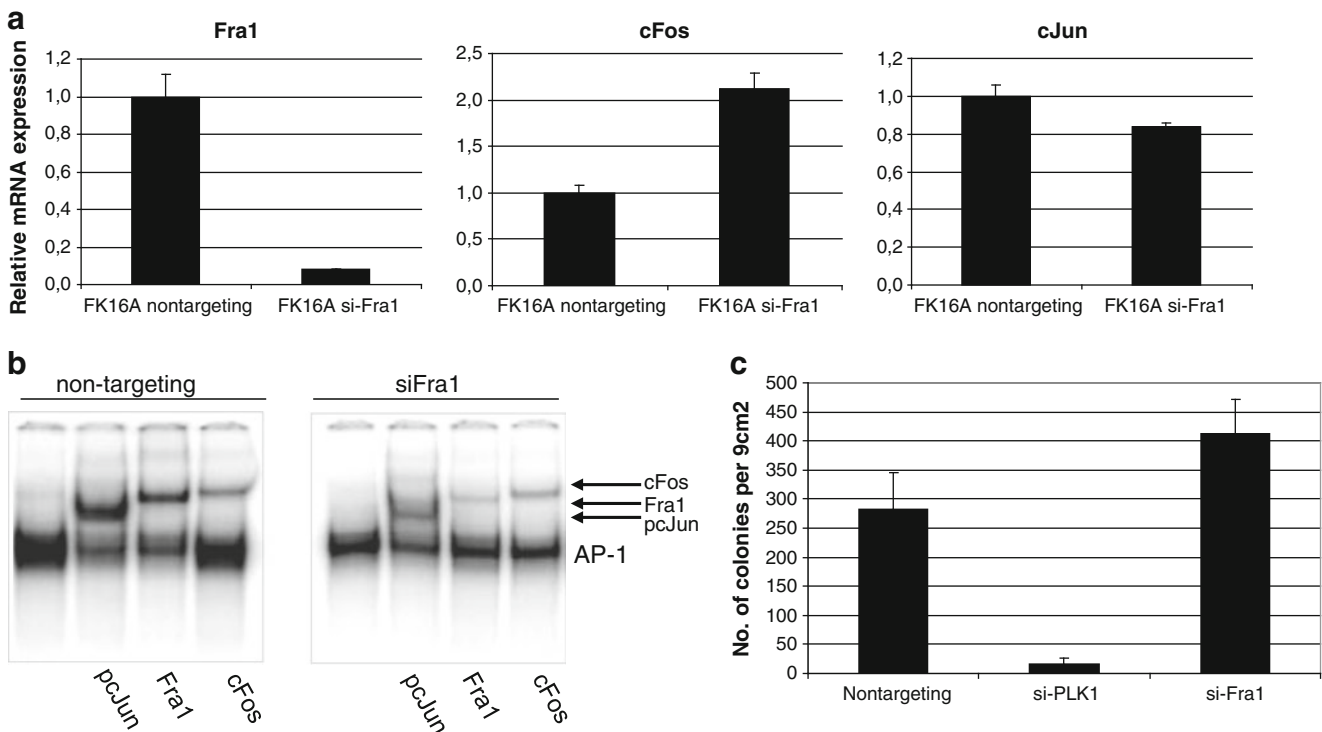 a
Fra1
cFos
cJun
Relative mRNA expression
1,2
1,0
0,8
0,6
0,4
0,2
0,0
FK16A nontargeting FK16A si-Fra1
2,5
2,0
1,5
1,0
0,5
0,0
FK16A nontargeting FK16A si-Fra1
1,2
1,0
0,8
0,6
0,4
0,2
0,0
FK16A nontargeting FK16A si-Fra1
b
non-targeting
siFra1
cFos
Fra1
pcJun
AP-1
pcJun
Fra1
cFos
pcJun
Fra1
cFos
c
No. of colonies per 9cm2
500
450
400
350
300
250
200
150
100
50
0
Nontargeting si-PLK1 si-Fra1